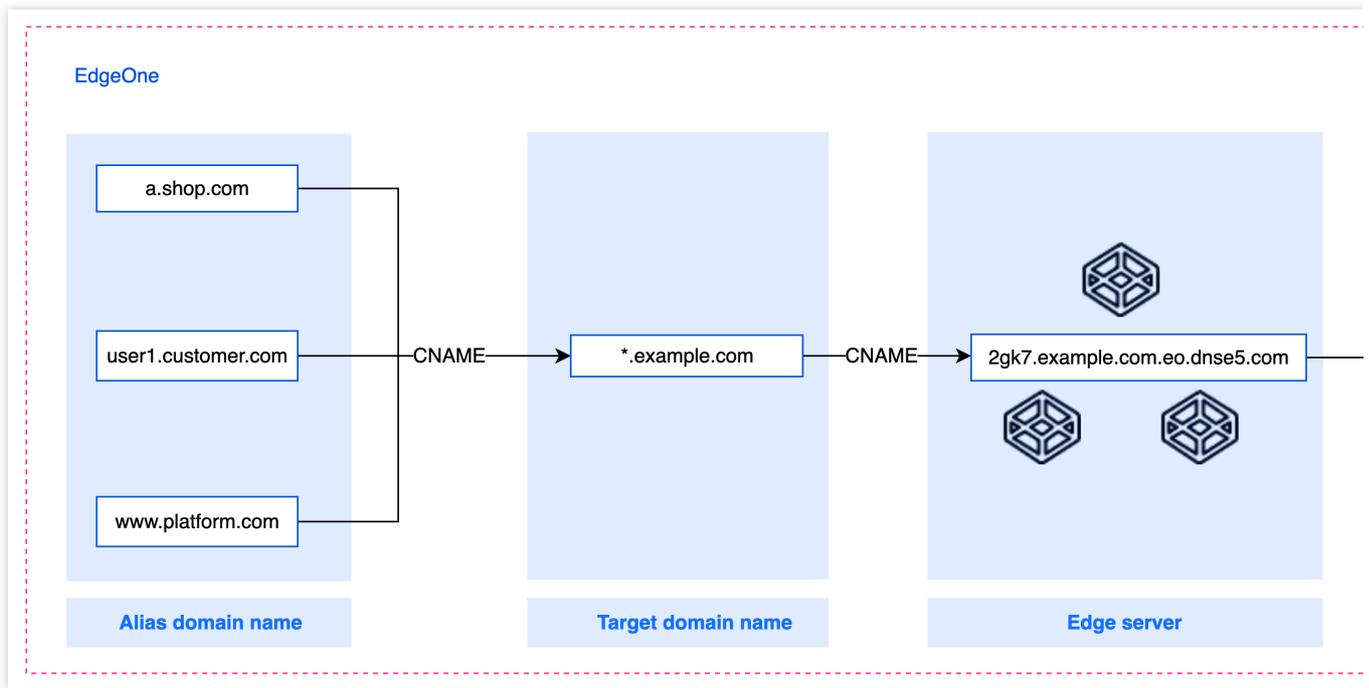 EdgeOne
a.shop.com
user1.customer.com
www.platform.com
CNAME
*.example.com
CNAME
2gk7.example.com.eo.dnse5.com
Alias domain name
Target domain name
Edge server